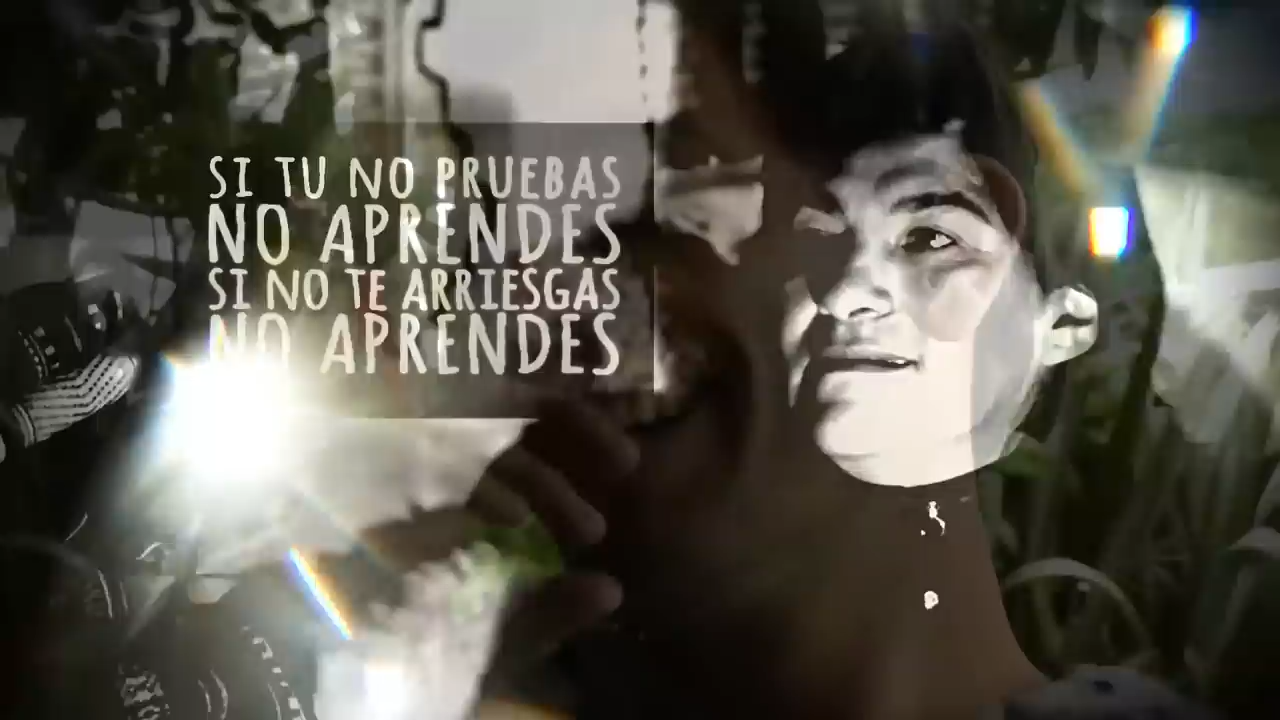 SI TU NO PRUEBAS
NO APRENDES
SI NO TE ARRIESGAS
NO APRENDES